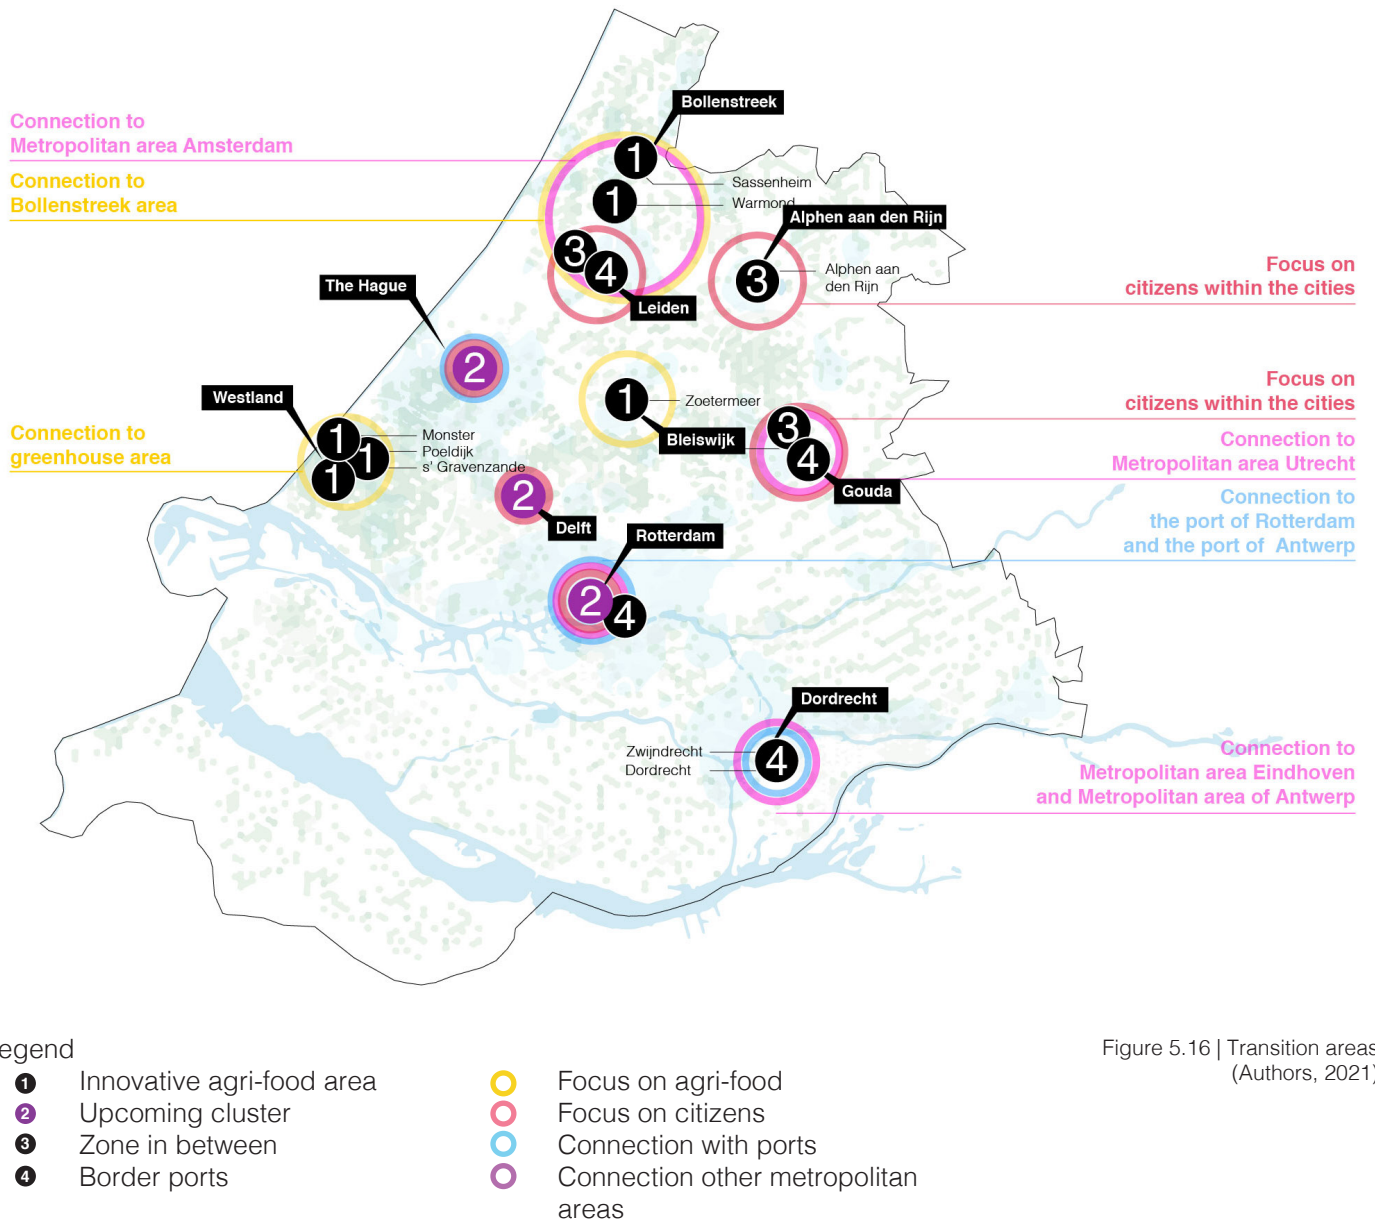 Bollenstreek
Connection to
Metropolitan area Amsterdam
1
Connection to
Bollenstreek area
Sassenheim
1
Warmond
Alphen aan den Rijn
3
4
3
Alphen aan
den Rijn
Focus on
citizens within the cities
The Hague
Leiden
2
Focus on
citizens within the cities
Westland
1
Zoetermeer
Connection to
greenhouse area
1
1
1
Monster
Poeldijk
s' Gravenzande
Bleiswijk
3
4
Connection to
Metropolitan area Utrecht
Gouda
2
Delft
Connection to
the port of Rotterdam
and the port of Antwerp
Rotterdam
2
4
Dordrecht
Zwijndrecht
Dordrecht
4
Connection to
Metropolitan area Eindhoven
and Metropolitan area of Antwerp
egend
1 Innovative agri-food area
2 Upcoming cluster
3 Zone in between
4 Border ports
Focus on agri-food
Focus on citizens
Connection with ports
Connection other metropolitan
areas
Figure 5.16 | Transition areas
(Authors, 2021)